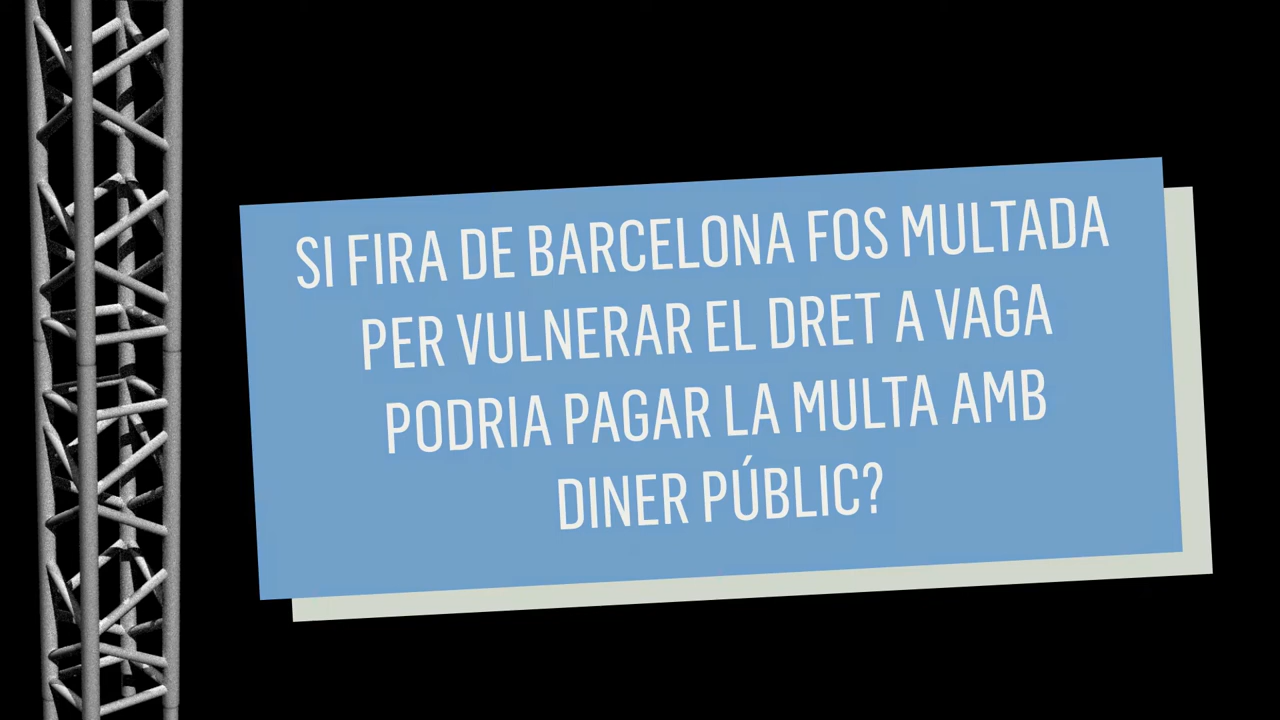 SI FIRA DE BARCELONA FOS MULTADA
PER VULNERAR EL DRET A VAGA
PODRIA PAGAR LA MULTA AMB
DINER PÚBLIC?